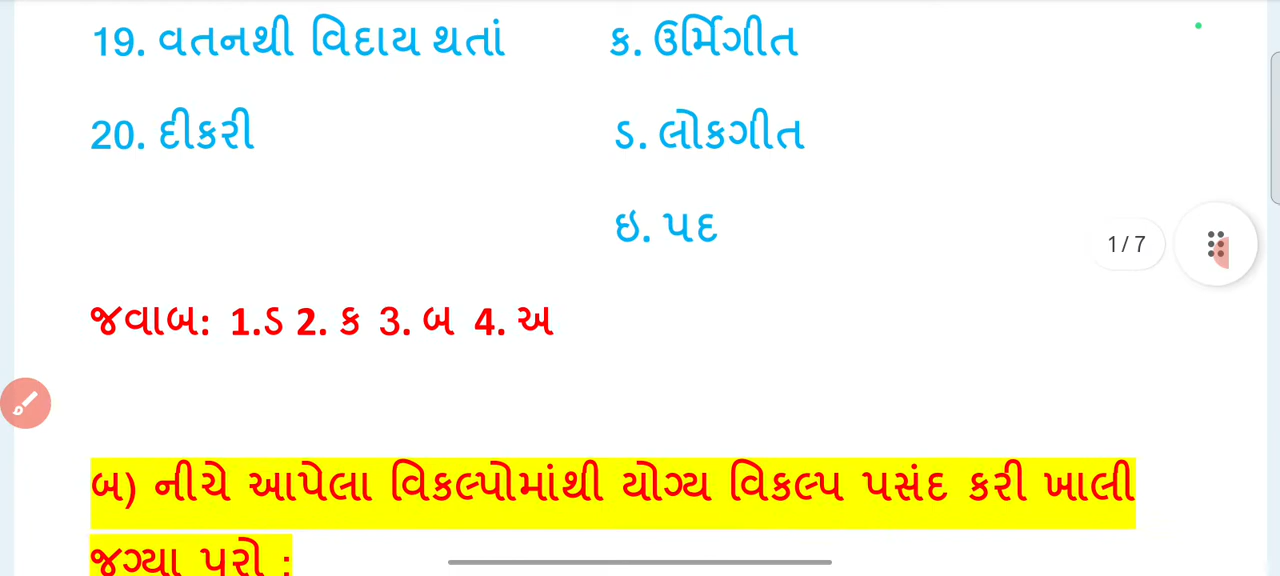 19. વતનથી વિદાય થતાં ક. ઉર્મિગીત
20. દીકરી ડ. લોકગીત
ઇ. પદ
1 / 7
જવાબ: 1.ડ 2. ક 3. બ 4. અ
બ) નીચે આપેલા વિકલ્પોમાંથી યોગ્ય વિકલ્પ પસંદ કરી ખાલી
જગ્યા પરો :